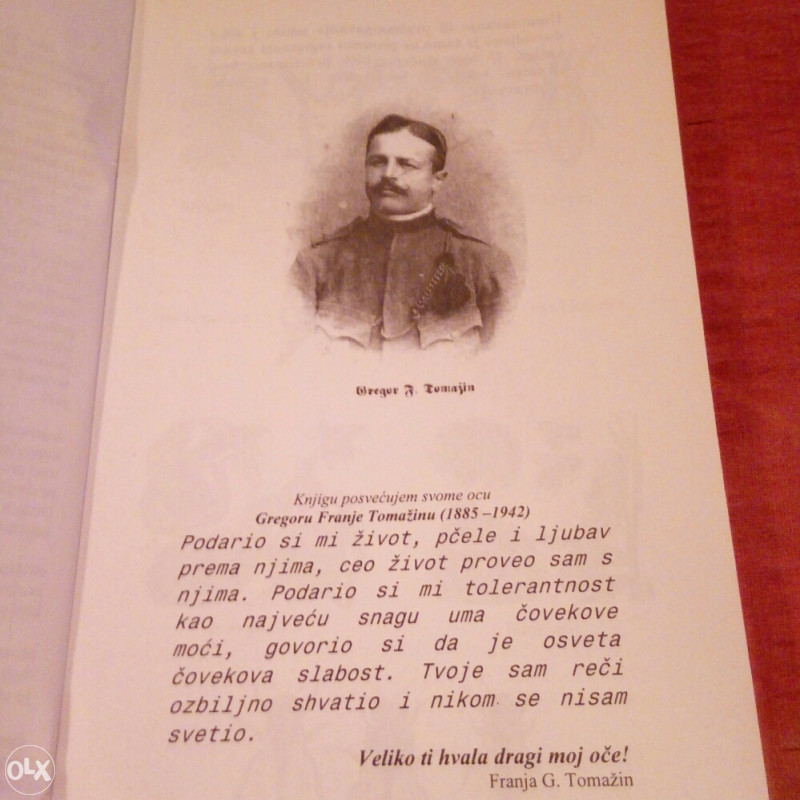 Gregor F. Tomažin
Knjigu posvećujem svome ocu
Gregoru Franje Tomažinu (1885 –1942)
Podario si mi život, pčele i ljubav
prema njima, ceo život proveo sam s
njima. Podario si mi tolerantnost
kao najveću snagu uma čovekove
moći, govorio si da je osveta
čovekova slabost. Tvoje sam reči
ozbiljno shvatio i nikom se nisam
svetio.
Veliko ti hvala dragi moj oče!
Franja G. Tomažin
OLX